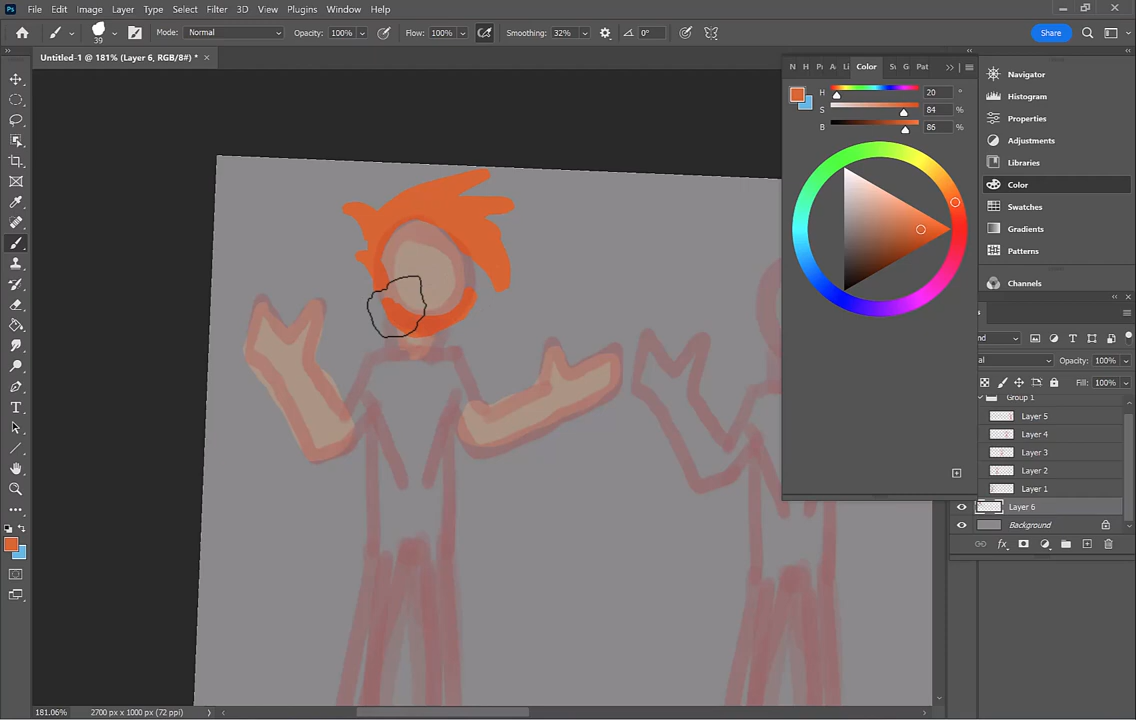 Ps File Edit Image Layer Type Select Filter 3D View Plugins Window Help
39 Mode: Normal Opacity: 100% Flow: 100% Smoothing: 32% 0° Share
Untitled-1 @ 181% (Layer 6, RGB/8#) * ×
N H Color G Pat
H 20 °
S 84 %
B 86 %
Navigator
Histogram
Properties
Adjustments
Libraries
Color
Swatches
Gradients
Patterns
Channels
nd
al Opacity: 100%
Fill: 100%
Group 1
Layer 5
Layer 4
Layer 3
Layer 2
Layer 1
Layer 6
Background
fx
181.06% 2700 px x 1000 px (72 ppi)